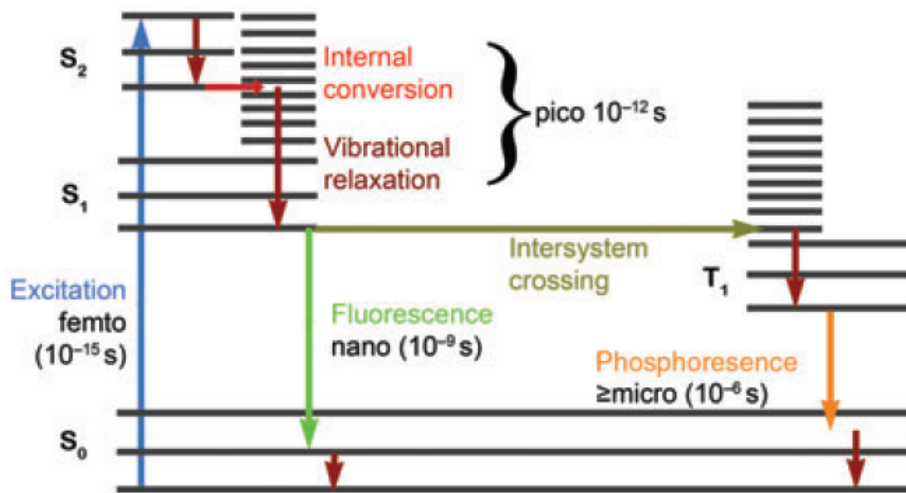 S₂
Internal
conversion
pico 10⁻¹² s
Vibrational
relaxation
S₁
Intersystem
crossing
T₁
Excitation
femto
(10⁻¹⁵ s)
Fluorescence
nano (10⁻⁹ s)
Phosphoresence
≥micro (10⁻⁶ s)
S₀